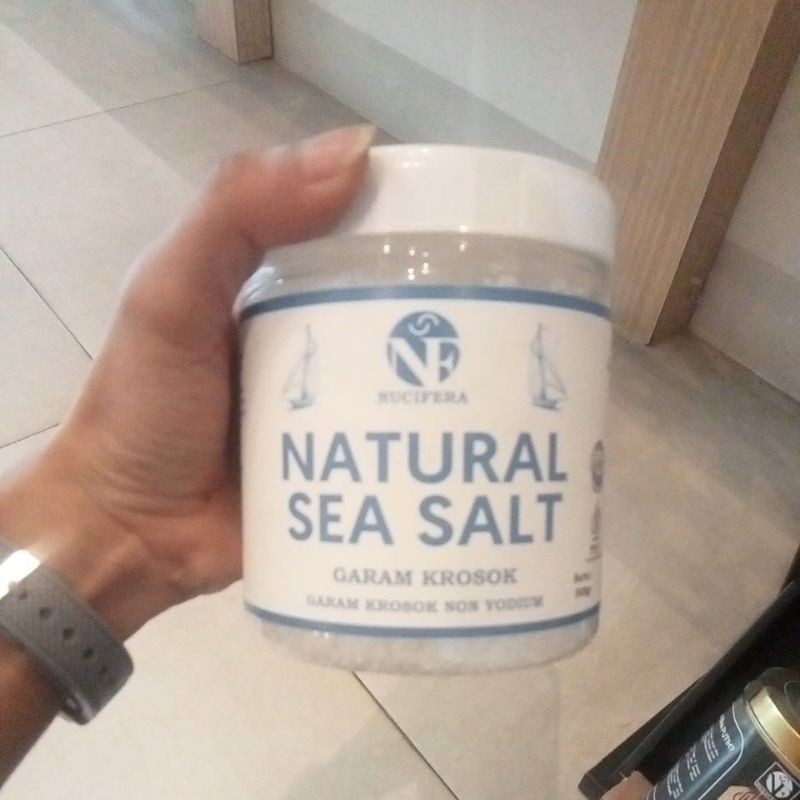 NF
NUCIFERA
NATURAL
SEA SALT
GARAM KROSOK
GARAM KROSOK NON YODIUM